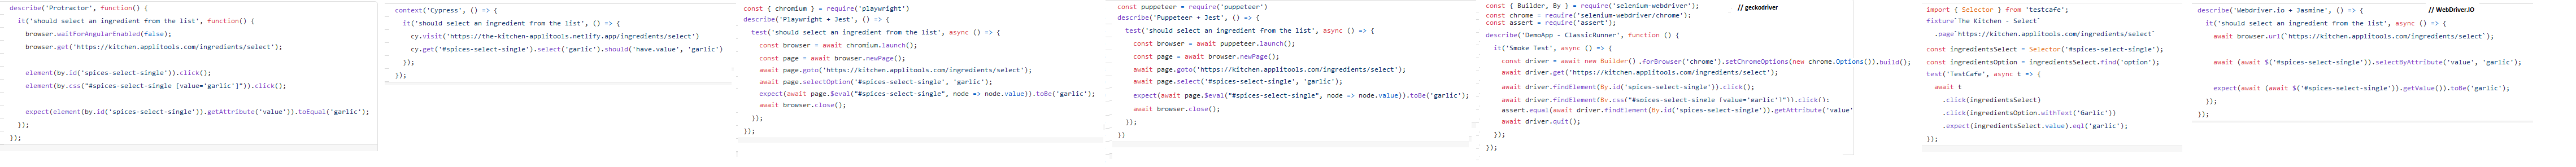 describe('Protractor', function() {
it('should select an ingredient from the list', function() {
browser.waitForAngularEnabled(false);
browser.get('https://kitchen.applitools.com/ingredients/select');
element(by.id('spices-select-single')).click();
element(by.css("#spices-select-single [value='garlic']")).click();
expect(element(by.id('spices-select-single')).getAttribute('value')).toEqual('garlic');
});
});
context('Cypress', () => {
it('should select an ingredient from the list', () => {
cy.visit('https://the-kitchen-applitools.netlify.app/ingredients/select')
cy.get('#spices-select-single').select('garlic').should('have.value', 'garlic')
});
});
const { chromium } = require('playwright')
describe('Playwright + Jest', () => {
test('should select an ingredient from the list', async () => {
const browser = await chromium.launch();
const page = await browser.newPage();
await page.goto('https://kitchen.applitools.com/ingredients/select');
await page.selectOption('#spices-select-single', 'garlic');
expect(await page.$eval("#spices-select-single", node => node.value)).toBe('garlic');
await browser.close();
});
});
const puppeteer = require('puppeteer')
describe('Puppeteer + Jest', () => {
test('should select an ingredient from the list', async () => {
const browser = await puppeteer.launch();
const page = await browser.newPage();
await page.goto('https://kitchen.applitools.com/ingredients/select');
await page.select('#spices-select-single', 'garlic');
expect(await page.$eval("#spices-select-single", node => node.value)).toBe('garlic');
await browser.close();
});
})
const { Builder, By } = require('selenium-webdriver');
// geckodriver
const chrome = require('selenium-webdriver/chrome');
const assert = require('assert');
describe('DemoApp - ClassicRunner', function () {
it('Smoke Test', async () => {
const driver = await new Builder() .forBrowser('chrome').setChromeOptions(new chrome.Options()).build();
await driver.get('https://kitchen.applitools.com/ingredients/select');
await driver.findElement(By.id('spices-select-single')).click();
await driver.findElement(By.css("#spices-select-single [value='garlic']")).click();
assert.equal(await driver.findElement(By.id('spices-select-single')).getAttribute('value'
await driver.quit();
});
});
import { Selector } from 'testcafe';
fixture`The Kitchen - Select`
.page`https://kitchen.applitools.com/ingredients/select`
const ingredientsSelect = Selector('#spices-select-single');
const ingredientsOption = ingredientsSelect.find('option');
test('TestCafe', async t => {
await t
.click(ingredientsSelect)
.click(ingredientsOption.withText('Garlic'))
.expect(ingredientsSelect.value).eql('garlic');
});
describe('Webdriver.io + Jasmine', () => {
// WebDriver.IO
it('should select an ingredient from the list', async () => {
await browser.url(`https://kitchen.applitools.com/ingredients/select`);
await (await $('#spices-select-single')).selectByAttribute('value', 'garlic');
expect(await (await $('#spices-select-single')).getValue()).toBe('garlic');
});
});